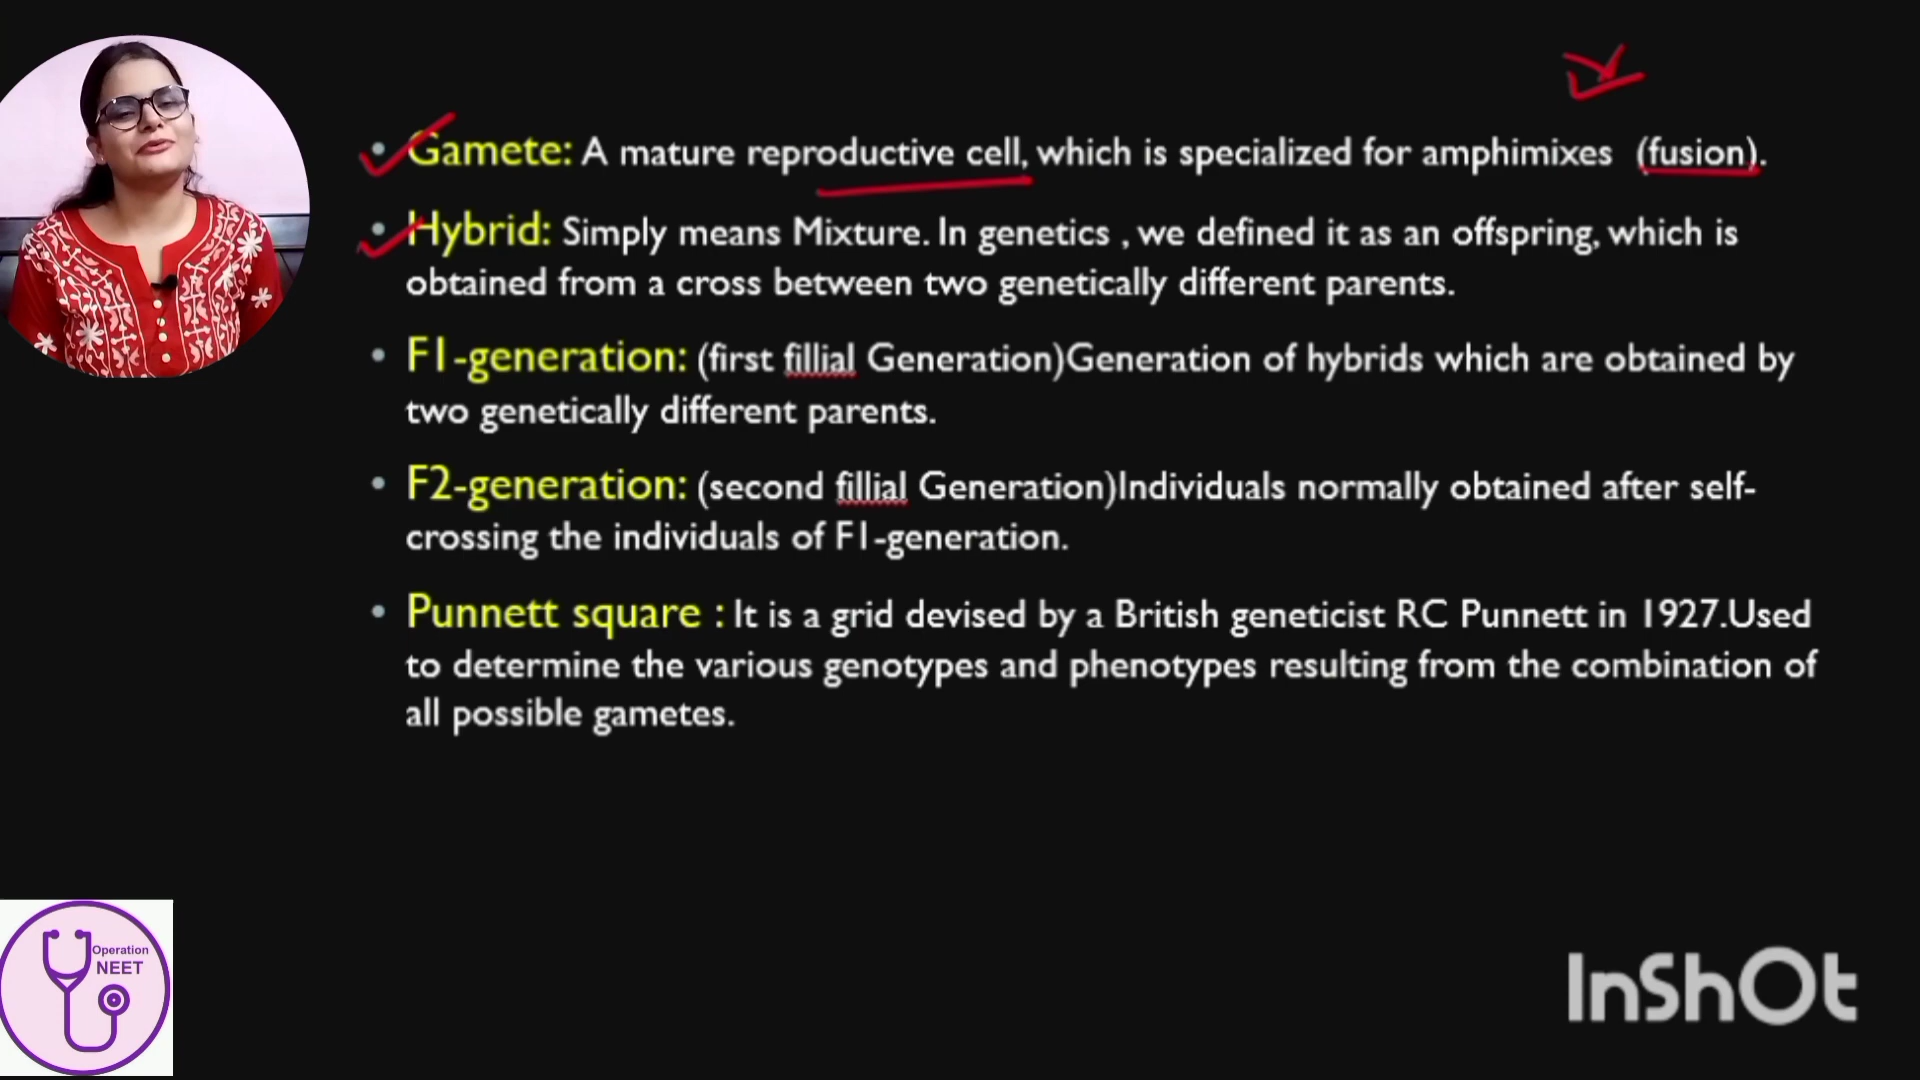 Gamete: A mature reproductive cell, which is specialized for amphimixes (fusion).
Hybrid: Simply means Mixture. In genetics , we defined it as an offspring, which is
obtained from a cross between two genetically different parents.
F1-generation: (first fillial Generation)Generation of hybrids which are obtained by
two genetically different parents.
F2-generation: (second fillial Generation)Individuals normally obtained after self-
crossing the individuals of F1-generation.
Punnett square : It is a grid devised by a British geneticist RC Punnett in 1927.Used
to determine the various genotypes and phenotypes resulting from the combination of
all possible gametes.
Operation
NEET
InShOt